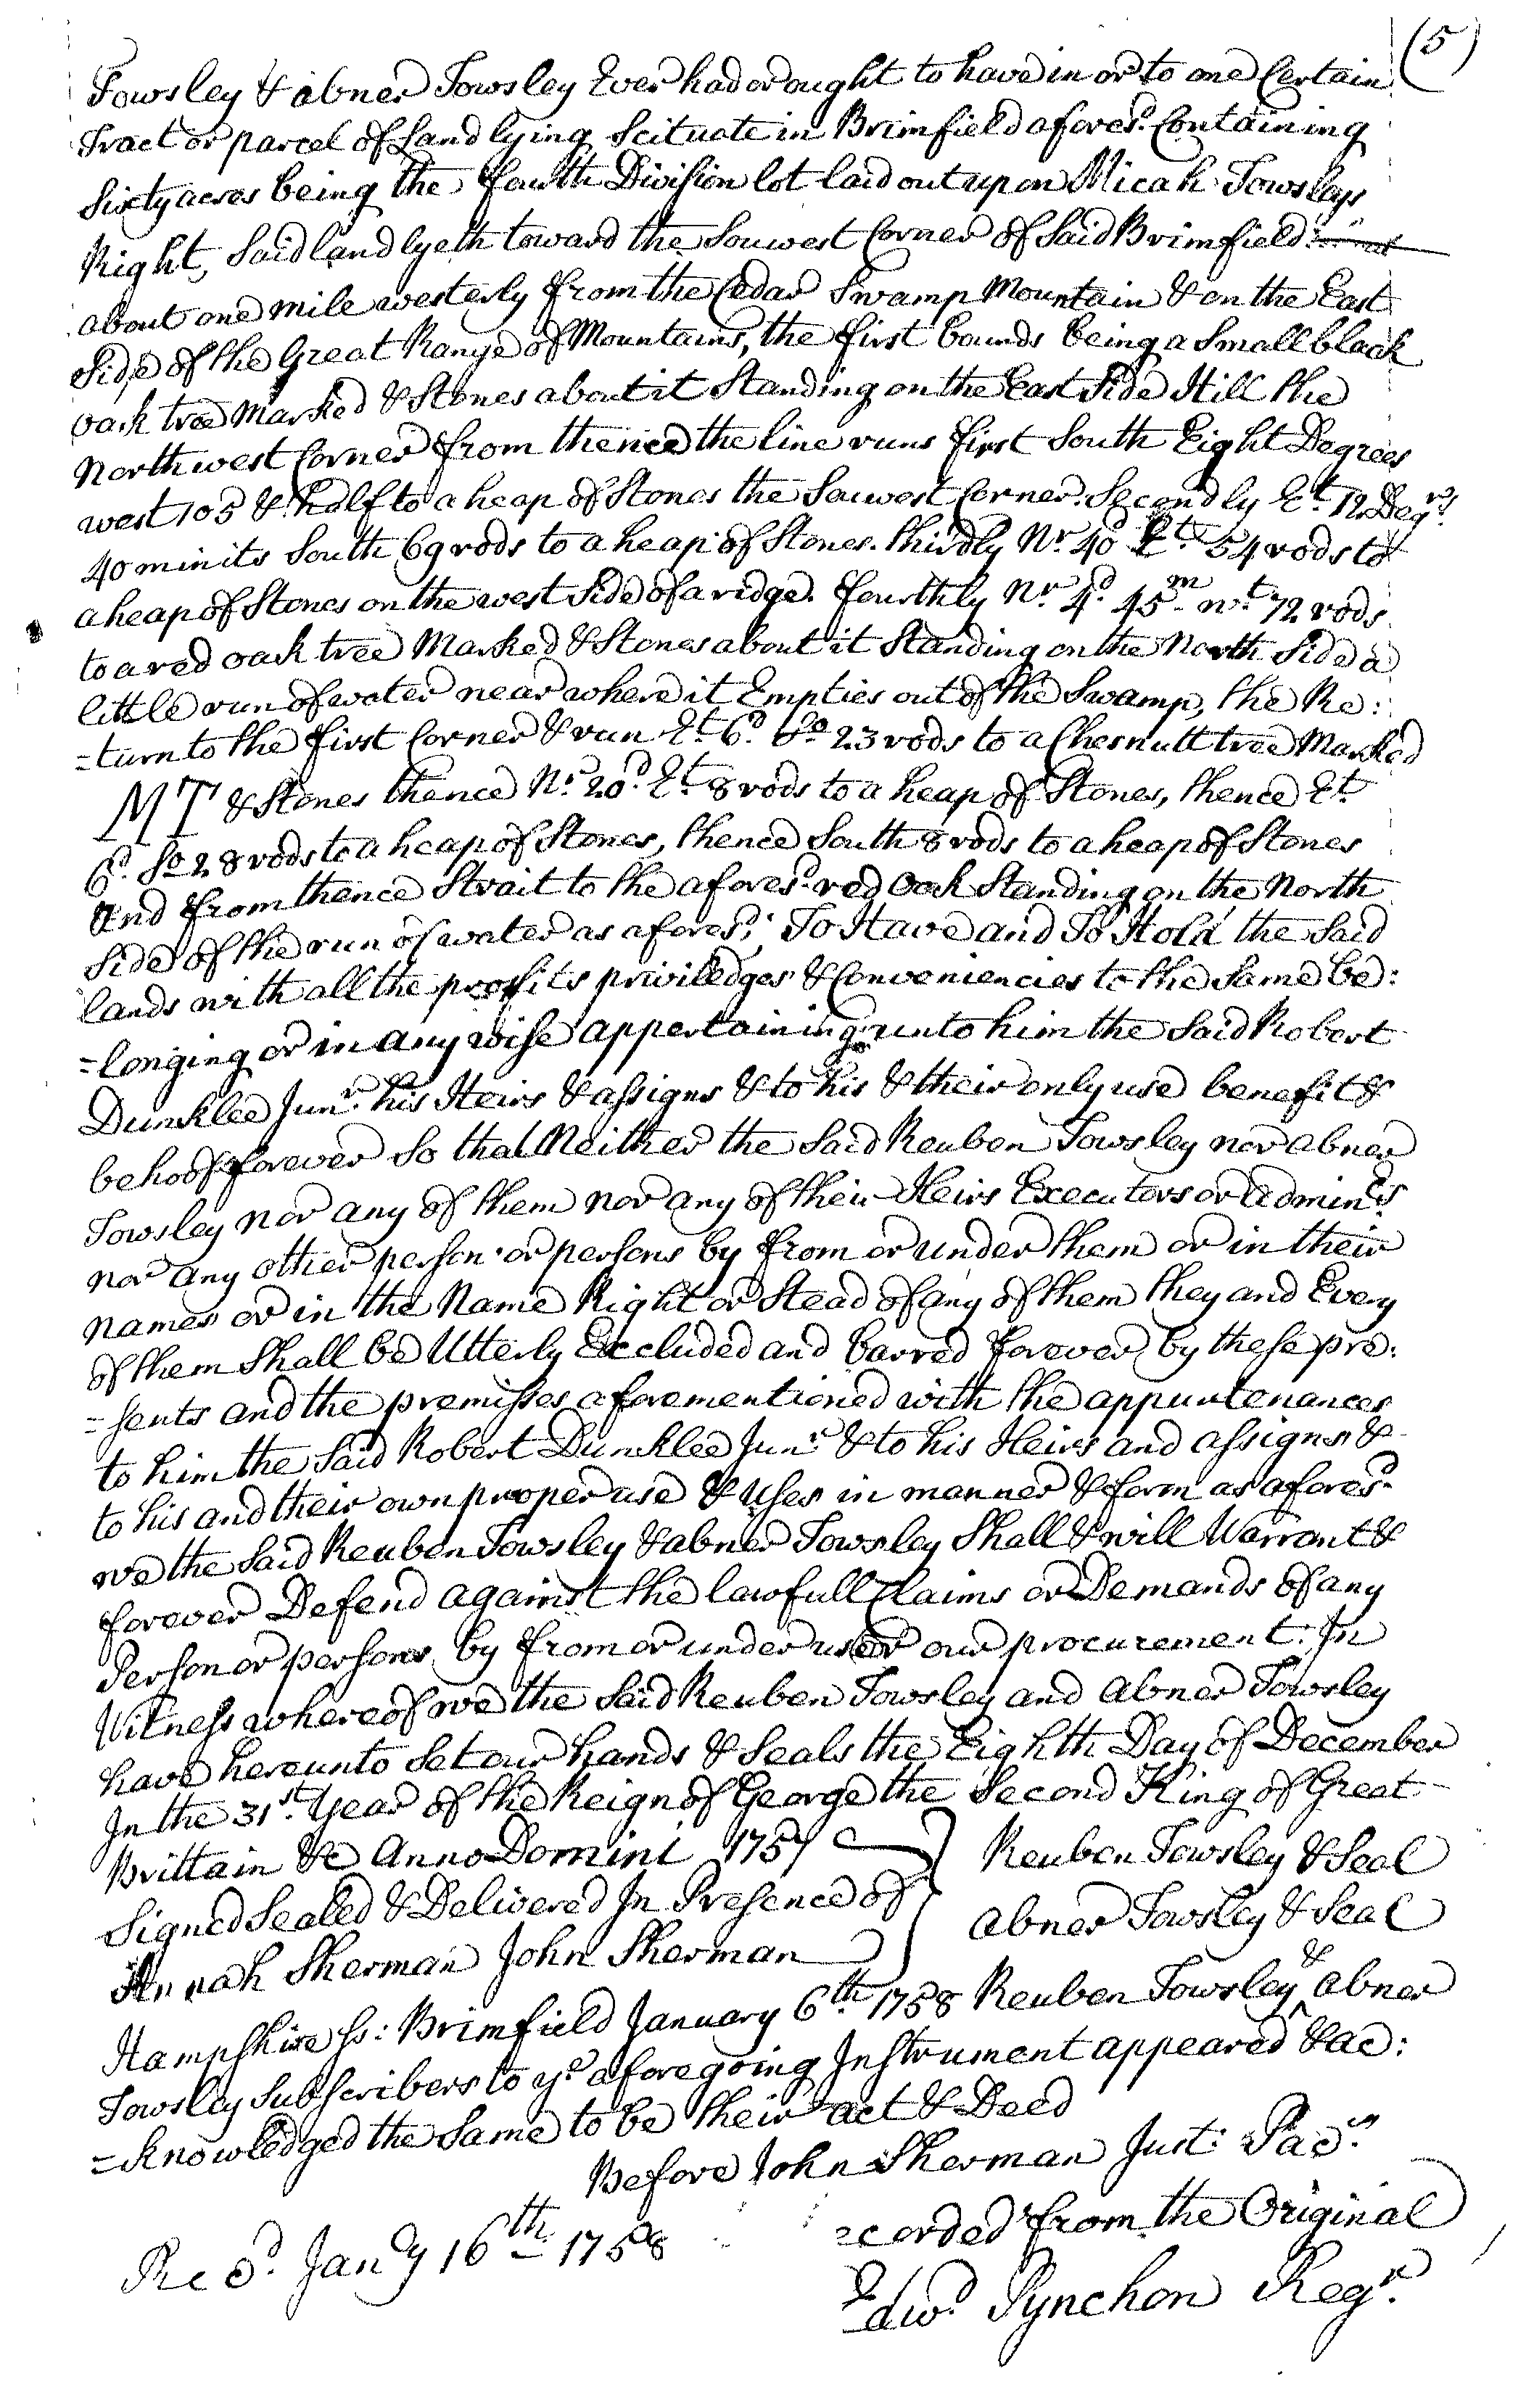 (5)
Towsley & abner Towsley Ever had or ought to have in or to one Certain
Tract or parcel of Land lying Scituate in Brimfield afores.d Containing
Sixty acres being the fourth Division lot laid out upon Micah Towsleys
Right, Said land lyeth toward the Souwest Corner of Said Brimfield
about one mile westerly from the Cedar Swamp Mountain & on the East
Side of the Great Range of Mountains, the first bounds being a Small black
oak tree Marked & Stones about it Standing on the East Side Hill the
Northwest Corner from thence the line runs first South Eight Degrees
west 105 & half to a heap of Stones the Souwest Corner. Secondly E.t 12 Deg.rs
40 minits South 69 rods to a heap of Stones. thirdly N.r 40.d E.t 54 rods to
a heap of Stones on the west Side of a ridge. fourthly N.r 4.d 45.m w.t 72 rods
to a red oak tree Marked & Stones about it Standing on the North Side a
little run of water near where it Empties out of the Swamp, the Re:
=turn to the first Corner & run E.t 6.d So 23 rods to a Chesnutt tree Marked
MT & Stones thence N.r 20.d E.t 8 rods to a heap of Stones, thence E.t
6.d So 28 rods to a heap of Stones, thence South 8 rods to a heap of Stones
and from thence Strait to the afores.d red Oak Standing on the North
Side of the run of water as afores.d; To Have and To Hold the Said
lands with all the profits priviledges & Conveniencies to the Same be:
=longing or in any wise appertaining unto him the Said Robert
Dunklee Jun.r his Heirs & assigns & to his & their only use benefit &
behoof forever So that Neither the Said Reuben Towsley nor abner
Towsley nor any of them nor any of their Heirs Executors or admin.rs
nor any other person or persons by from or under them or in their
names or in the Name Right or Stead of any of them they and Every
of them Shall be Utterly Excluded and barred forever by these pre:
=sents and the premisses aforementioned with the appurtenances
to him the Said Robert Dunklee Jun.r & to his Heirs and assigns &
to his and their own proper use & Uses in manner & form as afores.d
we the Said Reuben Towsley & abner Towsley Shall & will Warrant &
forever Defend against the lawfull Claims or Demands of any
Person or persons by from or under us or our procurement. In
Witness whereof we the Said Reuben Towsley and Abner Towsley
have hereunto Set our hands & Seals the Eighth Day of December
In the 31.st Year of the Reign of George the Second King of Great
Brittain &c Anno Domini 1757
Reuben Towsley & Seal
Signed Sealed & Delivered In Presence of
abner Towsley & Seal
Hannah Sherman John Sherman
Hampshire ss: Brimfield January 6th 1758 Reuben Towsley & abner
Towsley Subscribers to y.e aforegoing Instrument appeared & ac:
=knowledged the Same to be their act & Deed
Before John Sherman Just: Pac.s
Rec.d Jan.y 16th 1758
ecorded from the Original
Edw.d Pynchon Reg.r